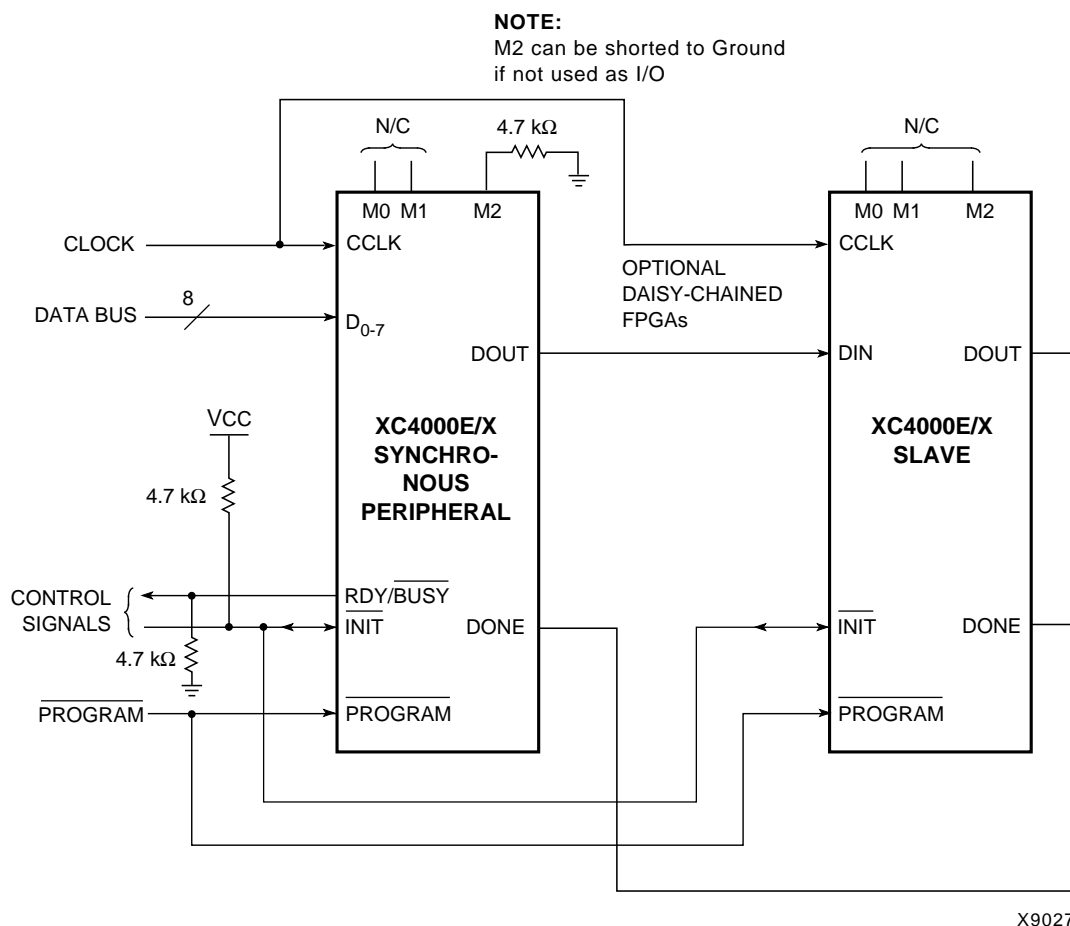 NOTE:
M2 can be shorted to Ground
if not used as I/O
N/C
4.7 kΩ
N/C
M0 M1 M2
M0 M1 M2
CLOCK
CCLK
CCLK
OPTIONAL
DAISY-CHAINED
FPGAs
8
DATA BUS
D0-7
DOUT
DIN
DOUT
VCC
XC4000E/X
SYNCHRO-
NOUS
PERIPHERAL
XC4000E/X
SLAVE
4.7 kΩ
CONTROL
SIGNALS
RDY/BUSY
INIT
DONE
INIT
DONE
4.7 kΩ
PROGRAM
PROGRAM
PROGRAM
X9027